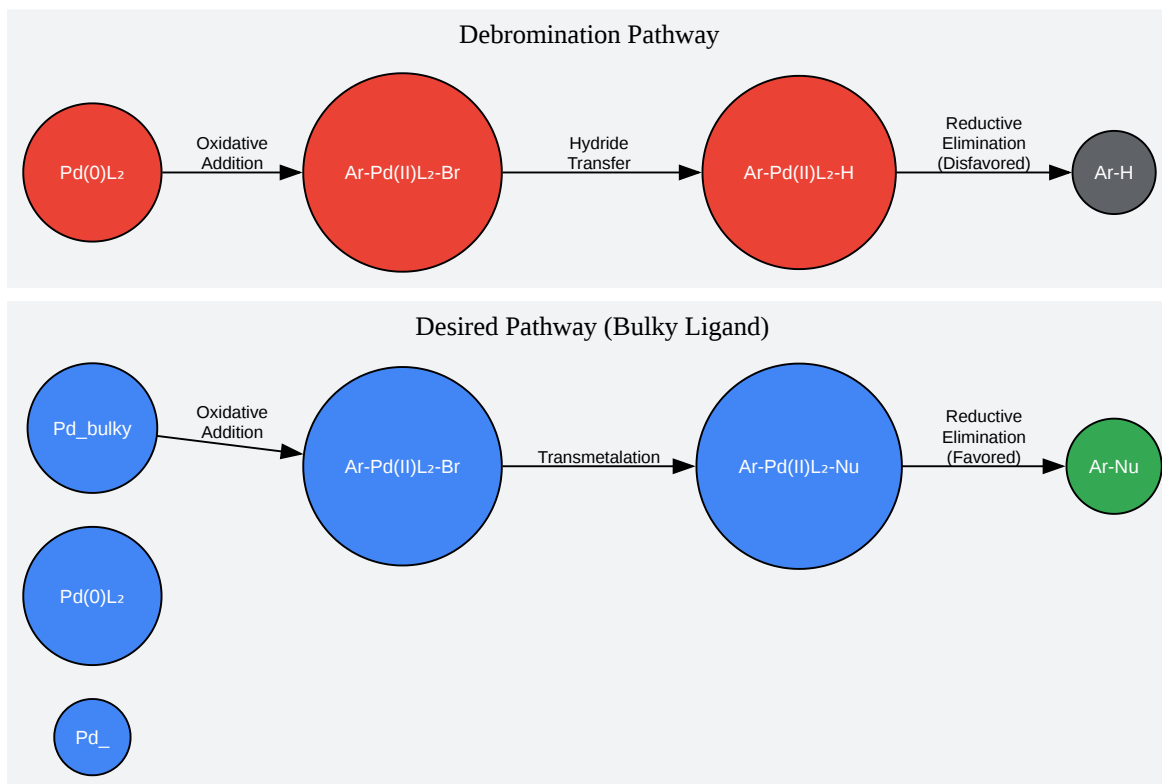 Debromination Pathway
Pd(0)L₂
Oxidative
Addition
Ar-Pd(II)L₂-Br
Hydride
Transfer
Ar-Pd(II)L₂-H
Reductive
Elimination
(Disfavored)
Ar-H
Desired Pathway (Bulky Ligand)
Pd_bulky
Oxidative
Addition
Ar-Pd(II)L₂-Br
Transmetalation
Ar-Pd(II)L₂-Nu
Reductive
Elimination
(Favored)
Ar-Nu
Pd(0)L₂
Pd_